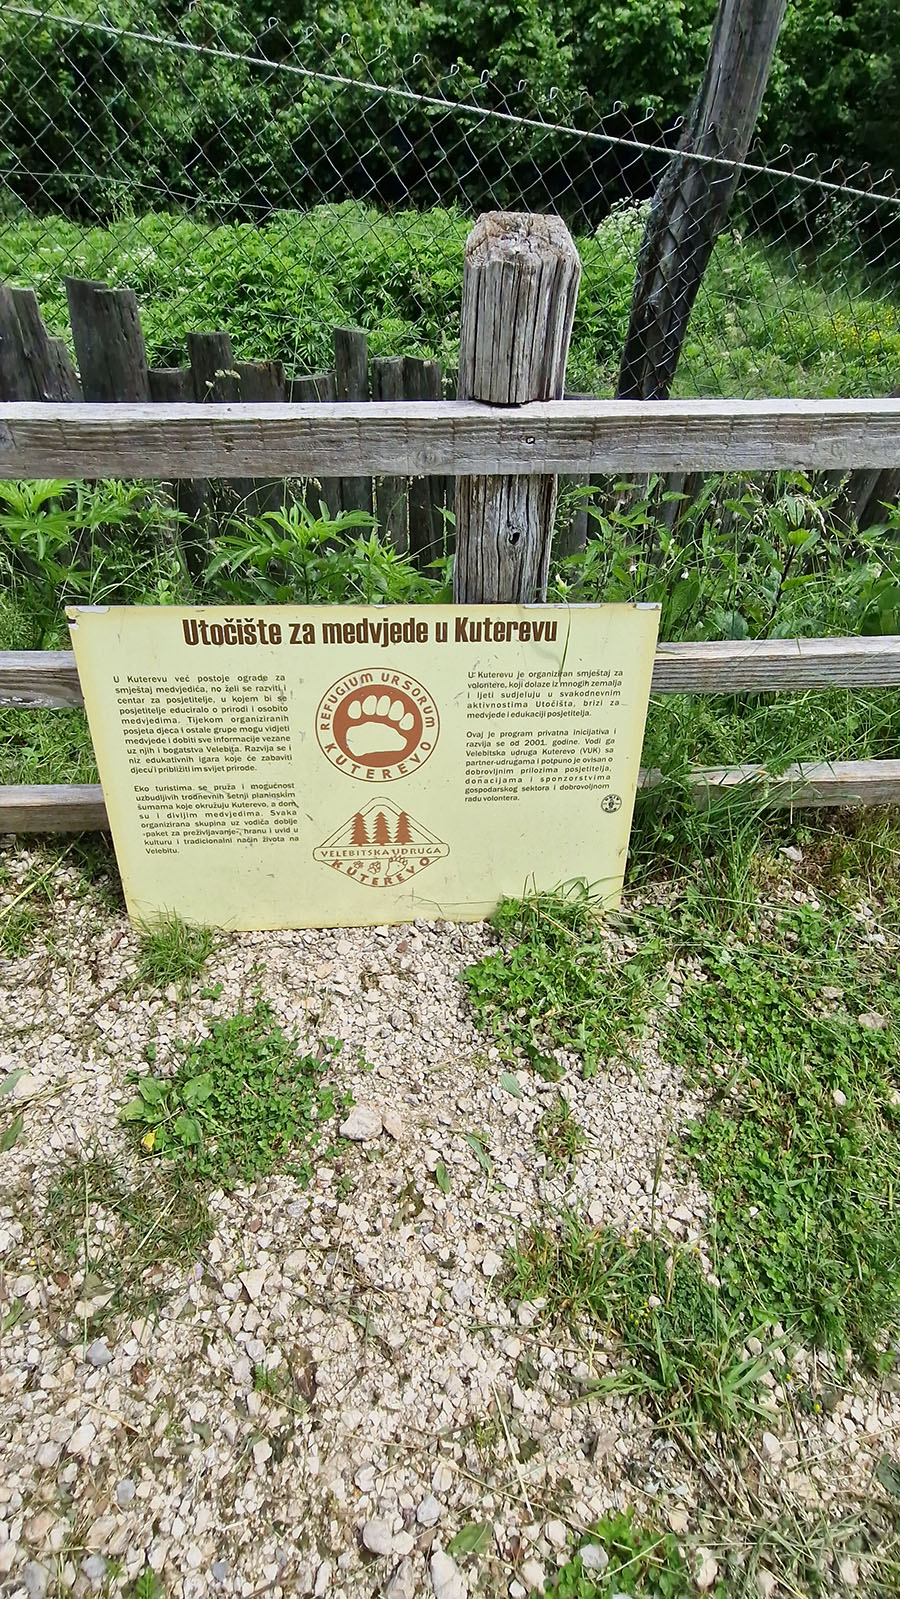 Utočište za medvjede u Kuterevu
U Kuterevu već postoje ograde za
smještaj medvjedića, no želi se razviti i
centar za posjetitelje, u kojem bi se
posjetitelje educiralo o prirodi i osobito
medvjedima. Tijekom organiziranih
posjeta djeca i ostale grupe mogu vidjeti
medvjede i dobiti sve informacije vezane
uz njih i bogatstva Velebita. Razvija se i
niz edukativnih igara koje će zabaviti
djecu i približiti im svijet prirode.
Eko turistima se pruža i mogućnost
uzbudljivih trodnevnih šetnji planinskim
šumama koje okružuju Kuterevo, a dom
su i divljim medvjedima. Svaka
organizirana skupina uz vodiča dobije
-paket za preživljavanje-, hranu i uvid u
kulturu i tradicionalni način života na
Velebitu.
REFUGIUM URSORUM
KUTEREVO
VELEBITSKA UDRUGA
KUTEREVO
U Kuterevu je organiziran smještaj za
volontere, koji dolaze iz mnogih zemalja
i ljeti sudjeluju u svakodnevnim
aktivnostima Utočišta, brizi za
medvjede i edukaciji posjetitelja.
Ovaj je program privatna inicijativa i
razvija se od 2001. godine. Vodi ga
Velebitska udruga Kuterevo (VUK) sa
partner-udrugama i potpuno je ovisan o
dobrovoljnim prilozima posjetitelja,
donacijama i sponzorstvima
gospodarskog sektora i dobrovoljnom
radu volontera.